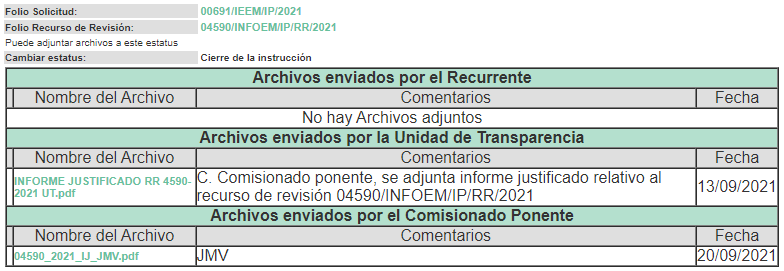 Folio Solicitud: 00691/IEEM/IP/2021
Folio Recurso de Revisión: 04590/INFOEM/IP/RR/2021
Puede adjuntar archivos a este estatus
Cambiar estatus: Cierre de la instrucción
Archivos enviados por el Recurrente
Nombre del Archivo Comentarios Fecha
No hay Archivos adjuntos
Archivos enviados por la Unidad de Transparencia
Nombre del Archivo Comentarios Fecha
INFORME JUSTIFICADO RR 4590-
2021 UT.pdf
C. Comisionado ponente, se adjunta informe justificado relativo al
recurso de revisión 04590/INFOEM/IP/RR/2021
13/09/2021
Archivos enviados por el Comisionado Ponente
Nombre del Archivo Comentarios Fecha
04590_2021_IJ_JMV.pdf JMV 20/09/2021